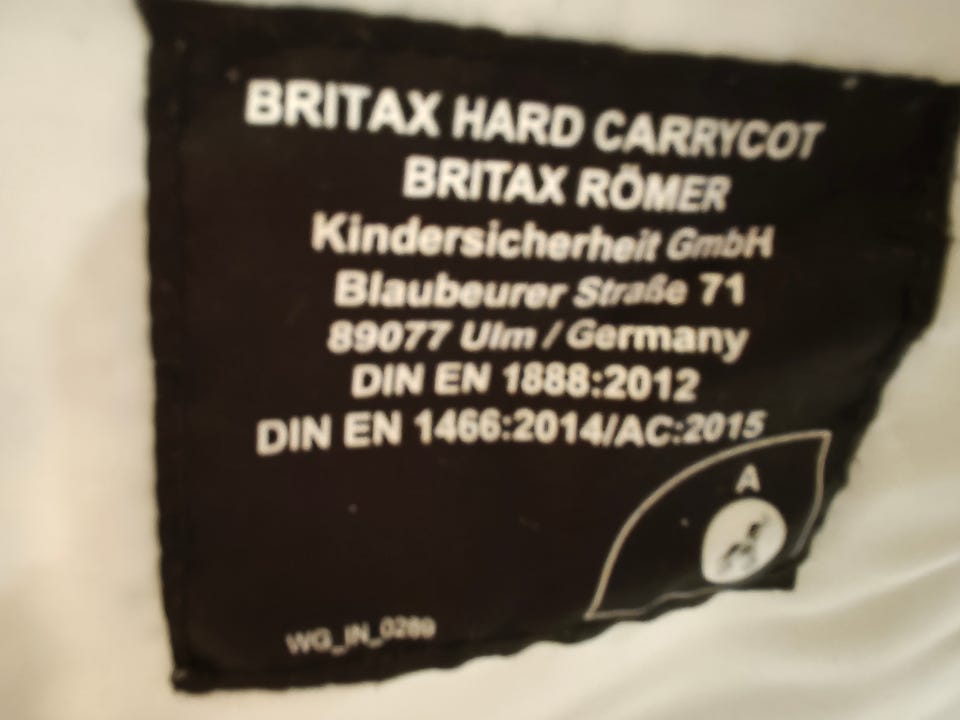 BRITAX HARD CARRYCOT
BRITAX RÖMER
Kindersicherheit GmbH
Blaubeurer Straße 71
89077 Ulm / Germany
DIN EN 1888:2012
DIN EN 1466:2014/AC:2015
A
WG_IN_0289